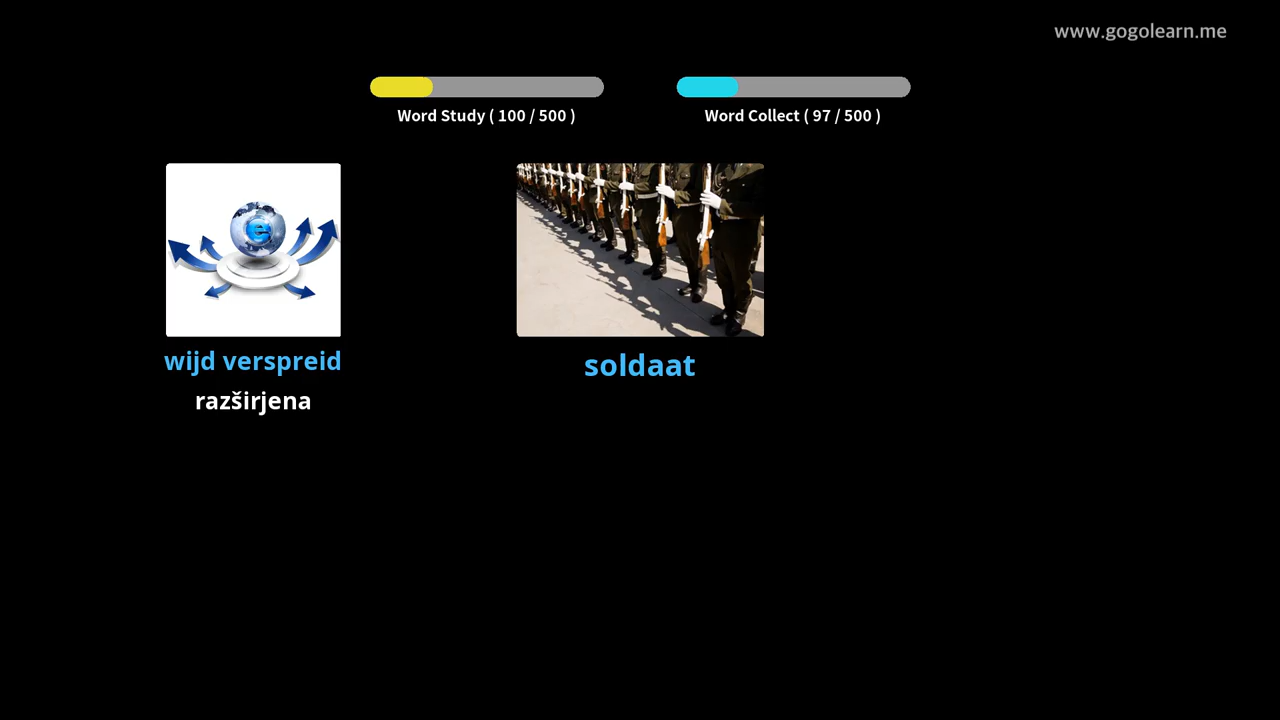 www.gogolearn.me
Word Study ( 100 / 500 )
Word Collect ( 97 / 500 )
e
wijd verspreid
razširjena
soldaat